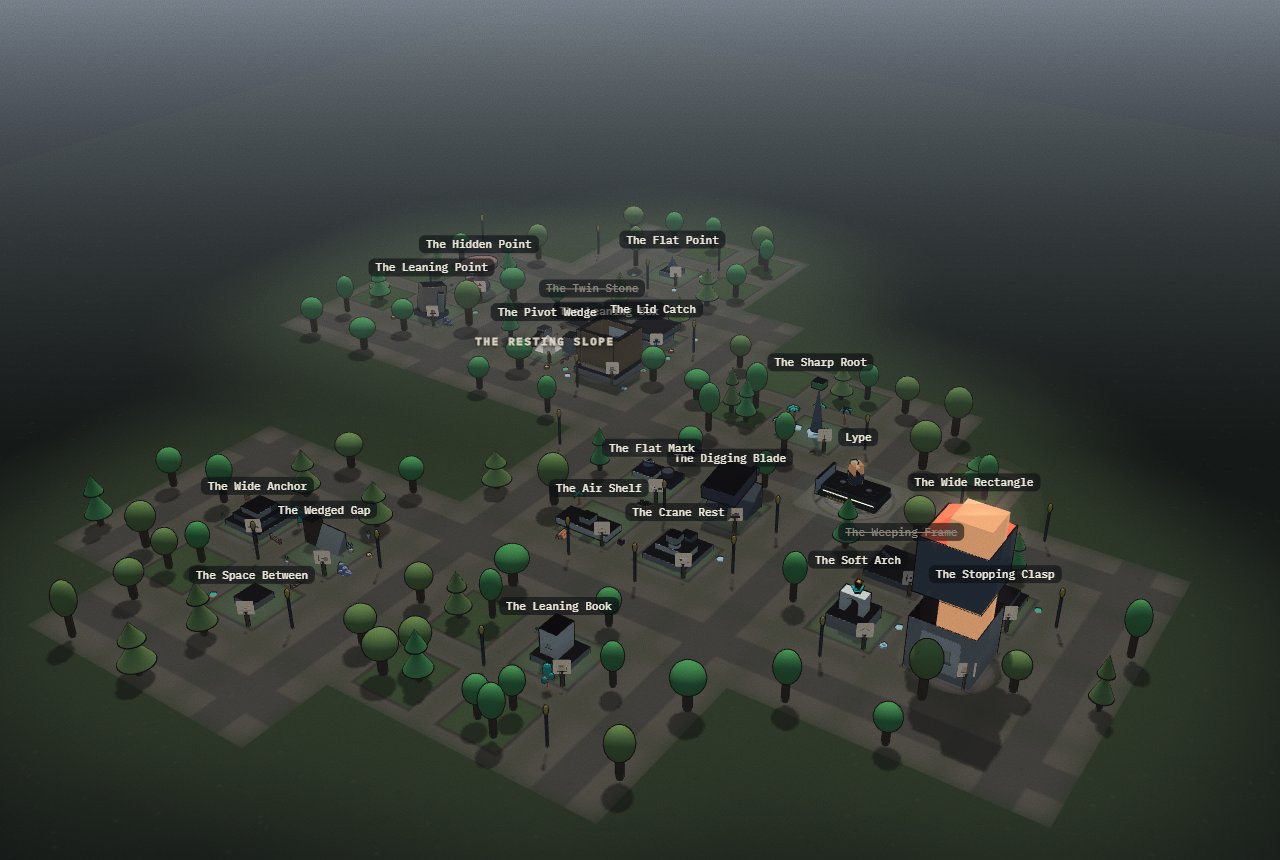 The Flat Point
The Hidden Point
The Leaning Point
The Twin Stone
The Pivot Wedge
The Lid Catch
THE RESTING SLOPE
The Sharp Root
Lype
The Flat Mark
The Digging Blade
The Wide Rectangle
The Wide Anchor
The Air Shelf
The Wedged Gap
The Crane Rest
The Weeping Frame
The Soft Arch
The Space Between
The Stopping Clasp
The Leaning Book